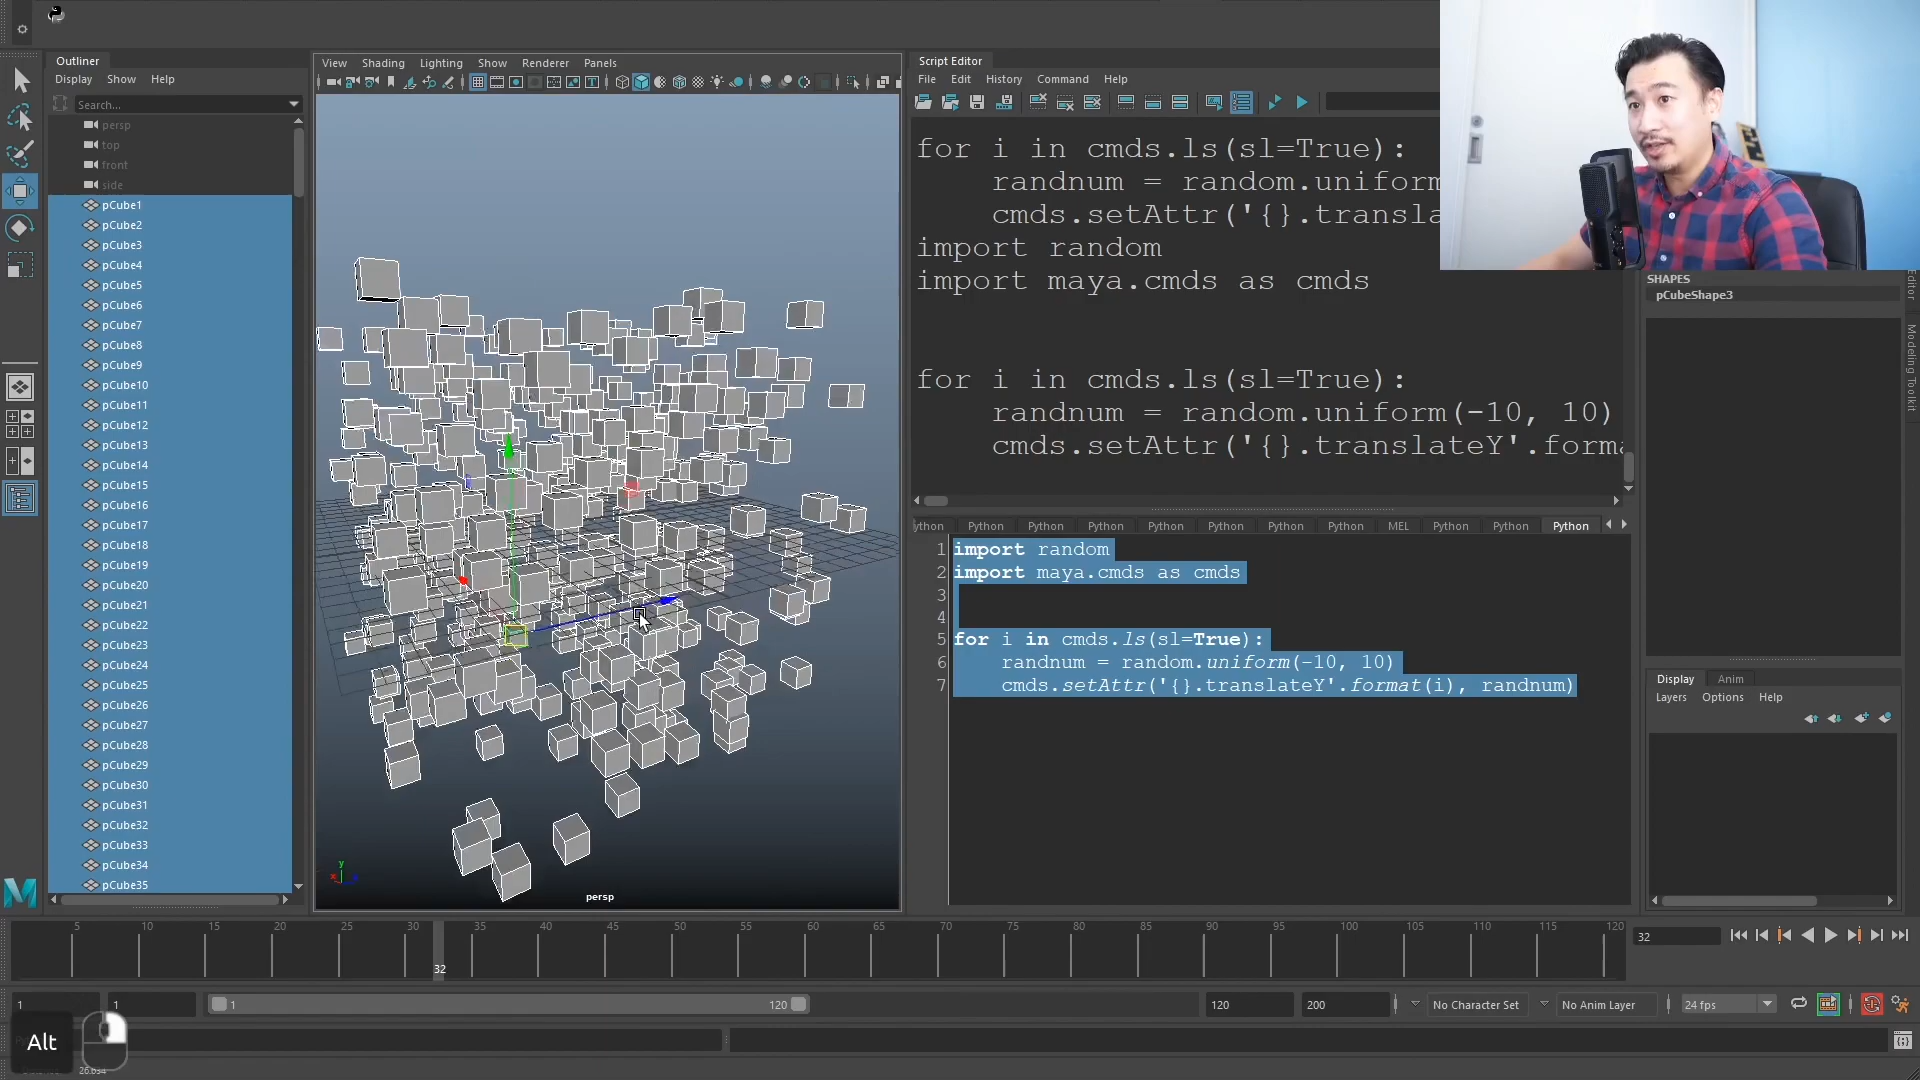 Outliner
Display Show Help
Search...
persp
top
front
side
pCube1
pCube2
pCube3
pCube4
pCube5
pCube6
pCube7
pCube8
pCube9
pCube10
pCube11
pCube12
pCube13
pCube14
pCube15
pCube16
pCube17
pCube18
pCube19
pCube20
pCube21
pCube22
pCube23
pCube24
pCube25
pCube26
pCube27
pCube28
pCube29
pCube30
pCube31
pCube32
pCube33
pCube34
pCube35
View Shading Lighting Show Renderer Panels
persp
Script Editor
File Edit History Command Help
for i in cmds.ls(sl=True):
randnum = random.uniform
cmds.setAttr('{}.transla
import random
import maya.cmds as cmds
for i in cmds.ls(sl=True):
randnum = random.uniform(-10, 10)
cmds.setAttr('{}.translateY'.forma
ython Python Python Python Python Python Python Python MEL Python Python Python
1 import random
2 import maya.cmds as cmds
3
4
5 for i in cmds.ls(sl=True):
6 randnum = random.uniform(-10, 10)
7 cmds.setAttr('{}.translateY'.format(i), randnum)
SHAPES
pCubeShape3
Editor
Modeling Toolkit
Display Anim
Layers Options Help
5 10 15 20 25 30 35 40 45 50 55 60 65 70 75 80 85 90 95 100 105 110 115 120
32
32
1 1 1 120 120 200 No Character Set No Anim Layer 24 fps
Alt